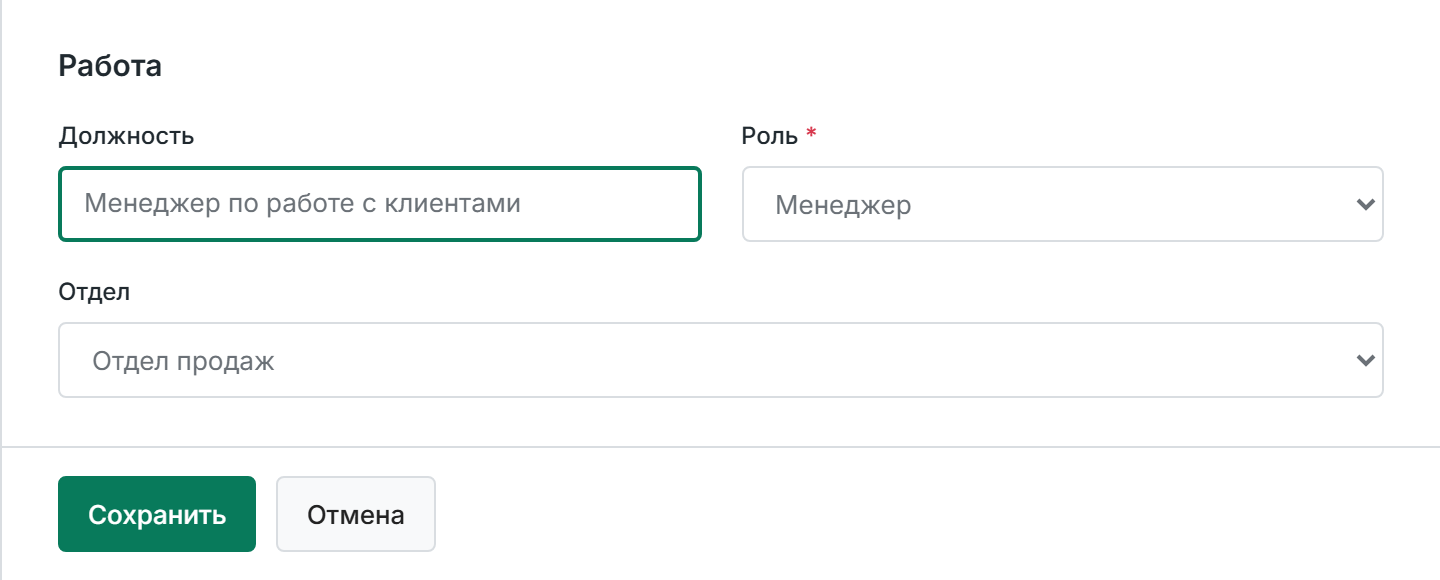 Работа
Должность
Роль *
Менеджер по работе с клиентами
Менеджер
Отдел
Отдел продаж
Сохранить
Отмена